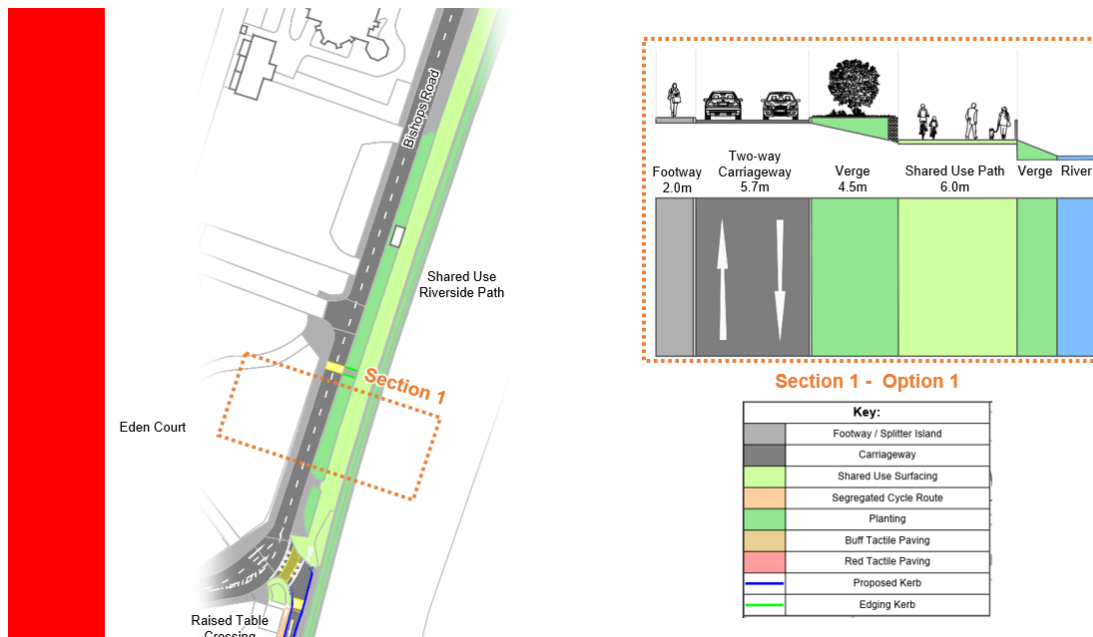 Bishops Road
Shared Use
Riverside Path
Section 1
Eden Court
Raised Table
Crossing
Footway
2.0m
Two-way
Carriageway
5.7m
Verge
4.5m
Shared Use Path
6.0m
Verge
River
Section 1 - Option 1
Key:
Footway / Splitter Island
Carriageway
Shared Use Surfacing
Segregated Cycle Route
Planting
Buff Tactile Paving
Red Tactile Paving
Proposed Kerb
Edging Kerb